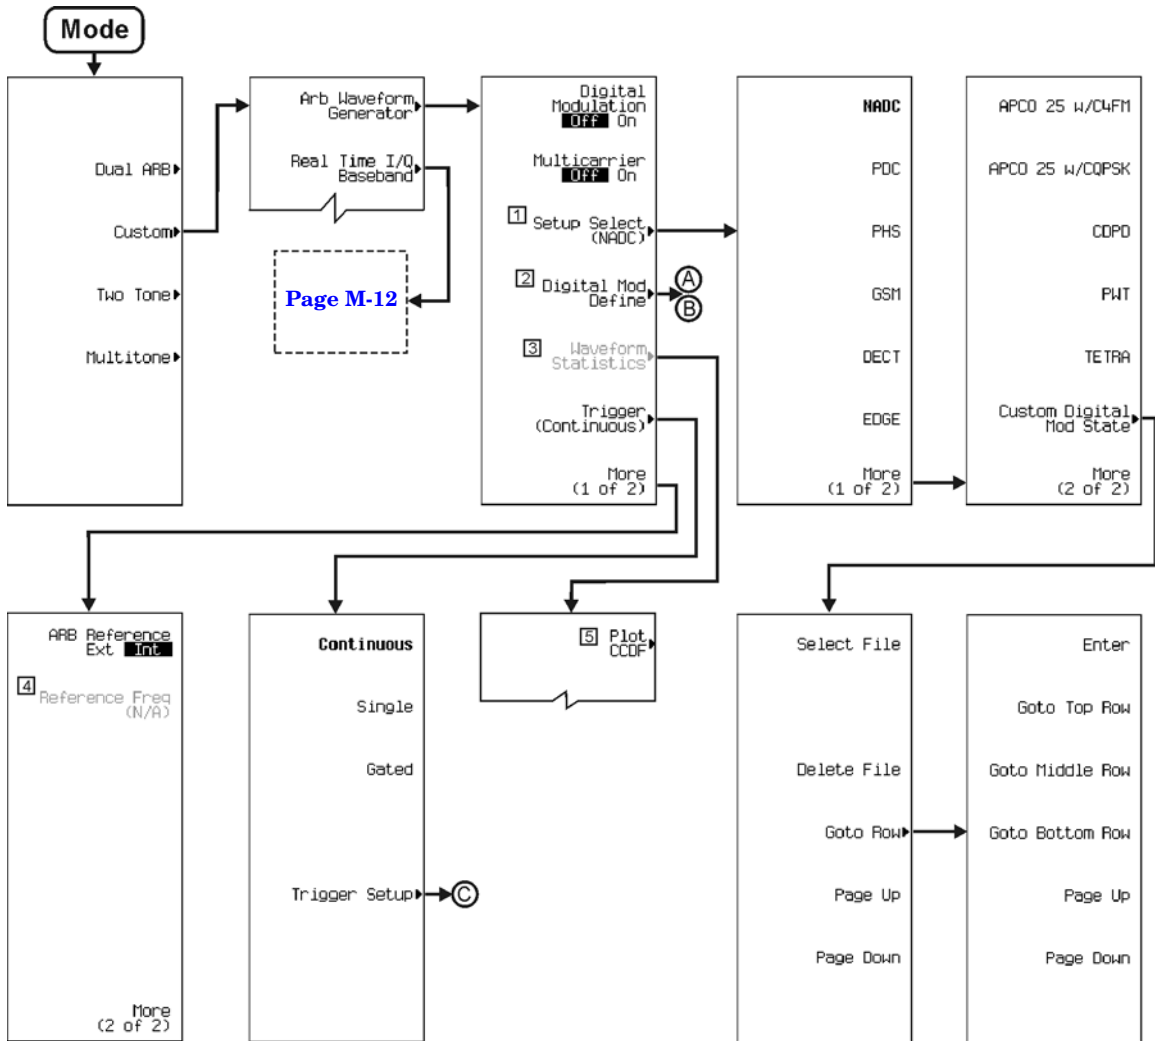 Mode
Dual ARB
Custom
Two Tone
Multitone
Arb Waveform
Generator
Real Time I/Q
Baseband
Page M-12
Digital
Modulation
Off On
Multicarrier
Off On
1 Setup Select
(NADC)
2 Digital Mod
Define
A
B
3 Waveform
Statistics
Trigger
(Continuous)
More
(1 of 2)
NADC
PDC
PHS
GSM
DECT
EDGE
More
(1 of 2)
APCO 25 w/C4FM
APCO 25 w/CQPSK
CDPD
PWT
TETRA
Custom Digital
Mod State
More
(2 of 2)
ARB Reference
Ext Int
4 Reference Freq
(N/A)
More
(2 of 2)
Continuous
Single
Gated
Trigger Setup
C
5 Plot
CCDF
Select File
Delete File
Goto Row
Page Up
Page Down
Enter
Goto Top Row
Goto Middle Row
Goto Bottom Row
Page Up
Page Down